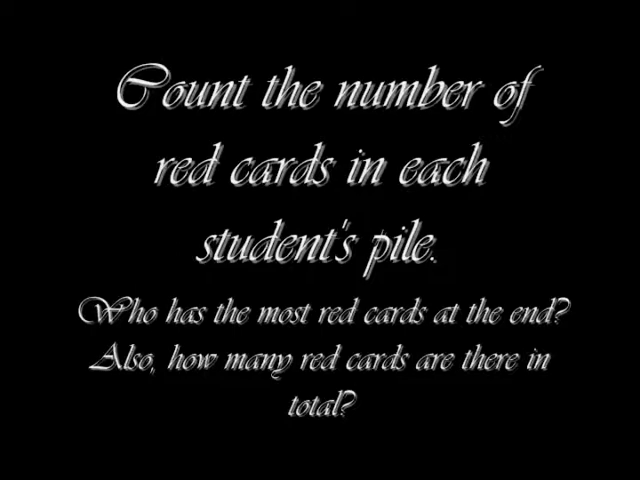 Count the number of
red cards in each
student's pile.
Who has the most red cards at the end?
Also, how many red cards are there in
total?